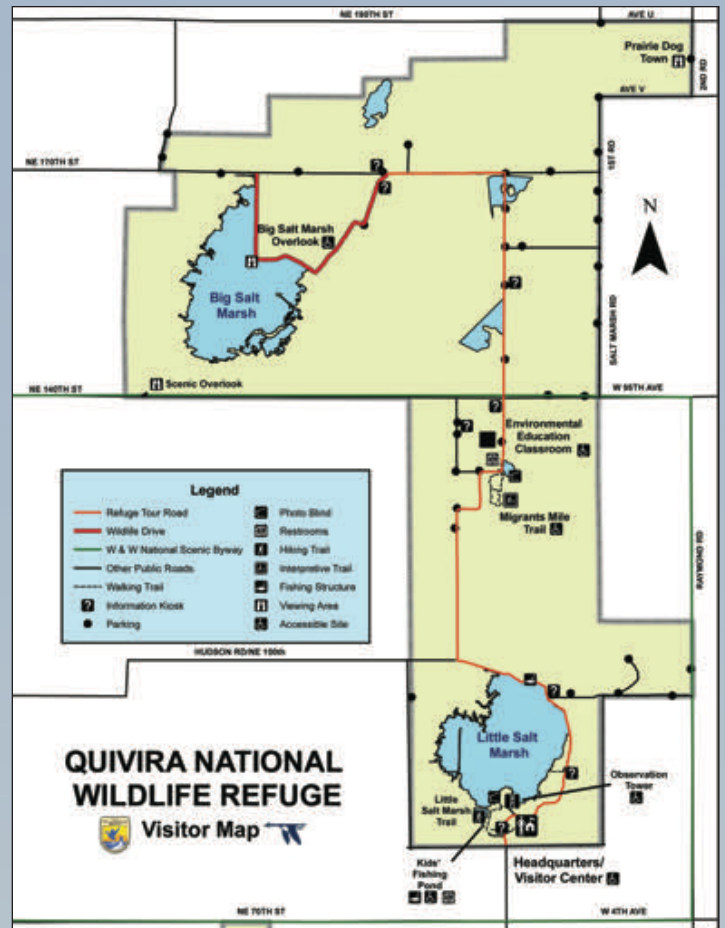 NE 190TH ST
AVE U
Prairie Dog
Town
2ND RD
AVE V
NE 170TH ST
1ST RD
N
Big Salt Marsh
Overlook
Big Salt
Marsh
SALT MARSH RD
Scenic Overlook
NE 140TH ST
W 95TH AVE
Environmental
Education
Classroom
Migrants Mile
Trail
RAYMOND RD
Legend
Refuge Tour Road
Wildlife Drive
W & W National Scenic Byway
Other Public Roads
Walking Trail
? Information Kiosk
Parking
Photo Blind
Restrooms
Hiking Trail
Interpretive Trail
Fishing Structure
Viewing Area
Accessible Site
HUDSON RD/NE 100th
Little Salt
Marsh
Observation
Tower
Little
Salt Marsh
Trail
Kids'
Fishing
Pond
Headquarters/
Visitor Center
QUIVIRA NATIONAL
WILDLIFE REFUGE
Visitor Map
NE 70TH ST
W 4TH AVE